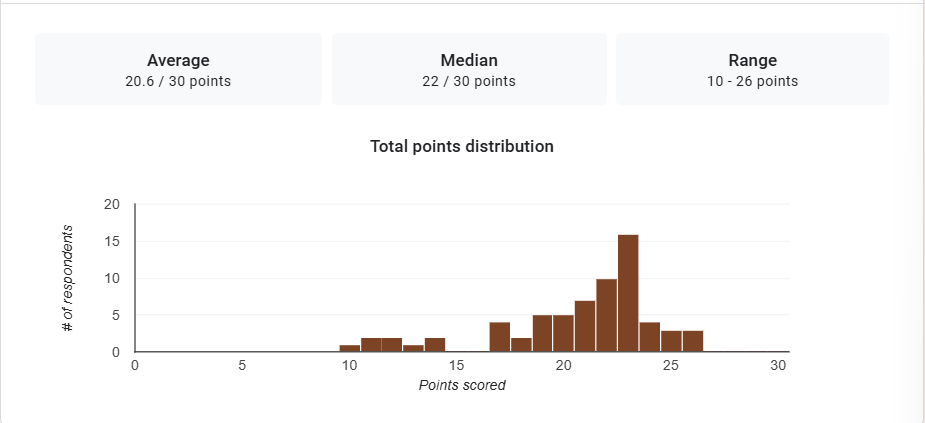 Average
20.6 / 30 points
Median
22 / 30 points
Range
10 - 26 points
Total points distribution
# of respondents
20
15
10
5
0
0 5 10 15 20 25 30
Points scored